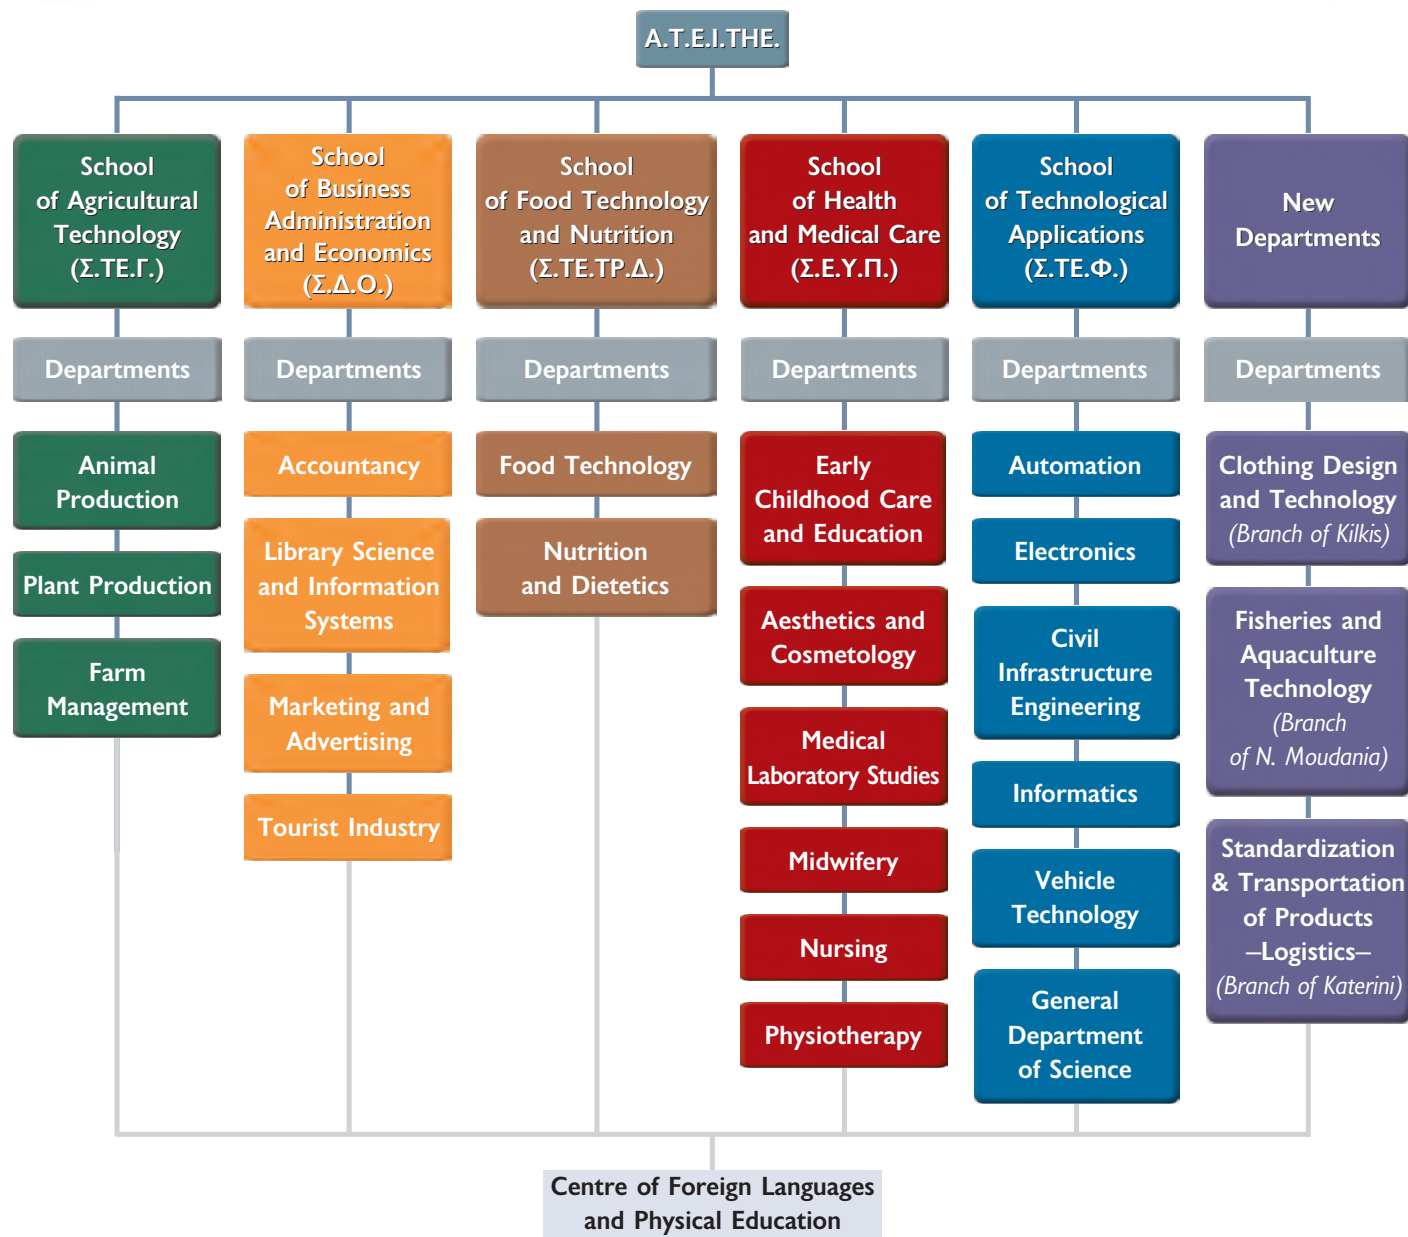 A.T.E.I.THE.
School
of Agricultural
Technology
(Σ.ΤΕ.Γ.)
School
of Business
Administration
and Economics
(Σ.Δ.Ο.)
School
of Food Technology
and Nutrition
(Σ.ΤΕ.ΤΡ.Δ.)
School
of Health
and Medical Care
(Σ.Ε.Υ.Π.)
School
of Technological
Applications
(Σ.ΤΕ.Φ.)
New
Departments
Departments
Departments
Departments
Departments
Departments
Departments
Animal
Production
Plant Production
Farm
Management
Accountancy
Library Science
and Information
Systems
Marketing and
Advertising
Tourist Industry
Food Technology
Nutrition
and Dietetics
Early
Childhood Care
and Education
Aesthetics and
Cosmetology
Medical
Laboratory Studies
Midwifery
Nursing
Physiotherapy
Automation
Electronics
Civil
Infrastructure
Engineering
Informatics
Vehicle
Technology
General
Department
of Science
Clothing Design
and Technology
(Branch of Kilkis)
Fisheries and
Aquaculture
Technology
(Branch
of N. Moudania)
Standardization
& Transportation
of Products
–Logistics–
(Branch of Katerini)
Centre of Foreign Languages
and Physical Education